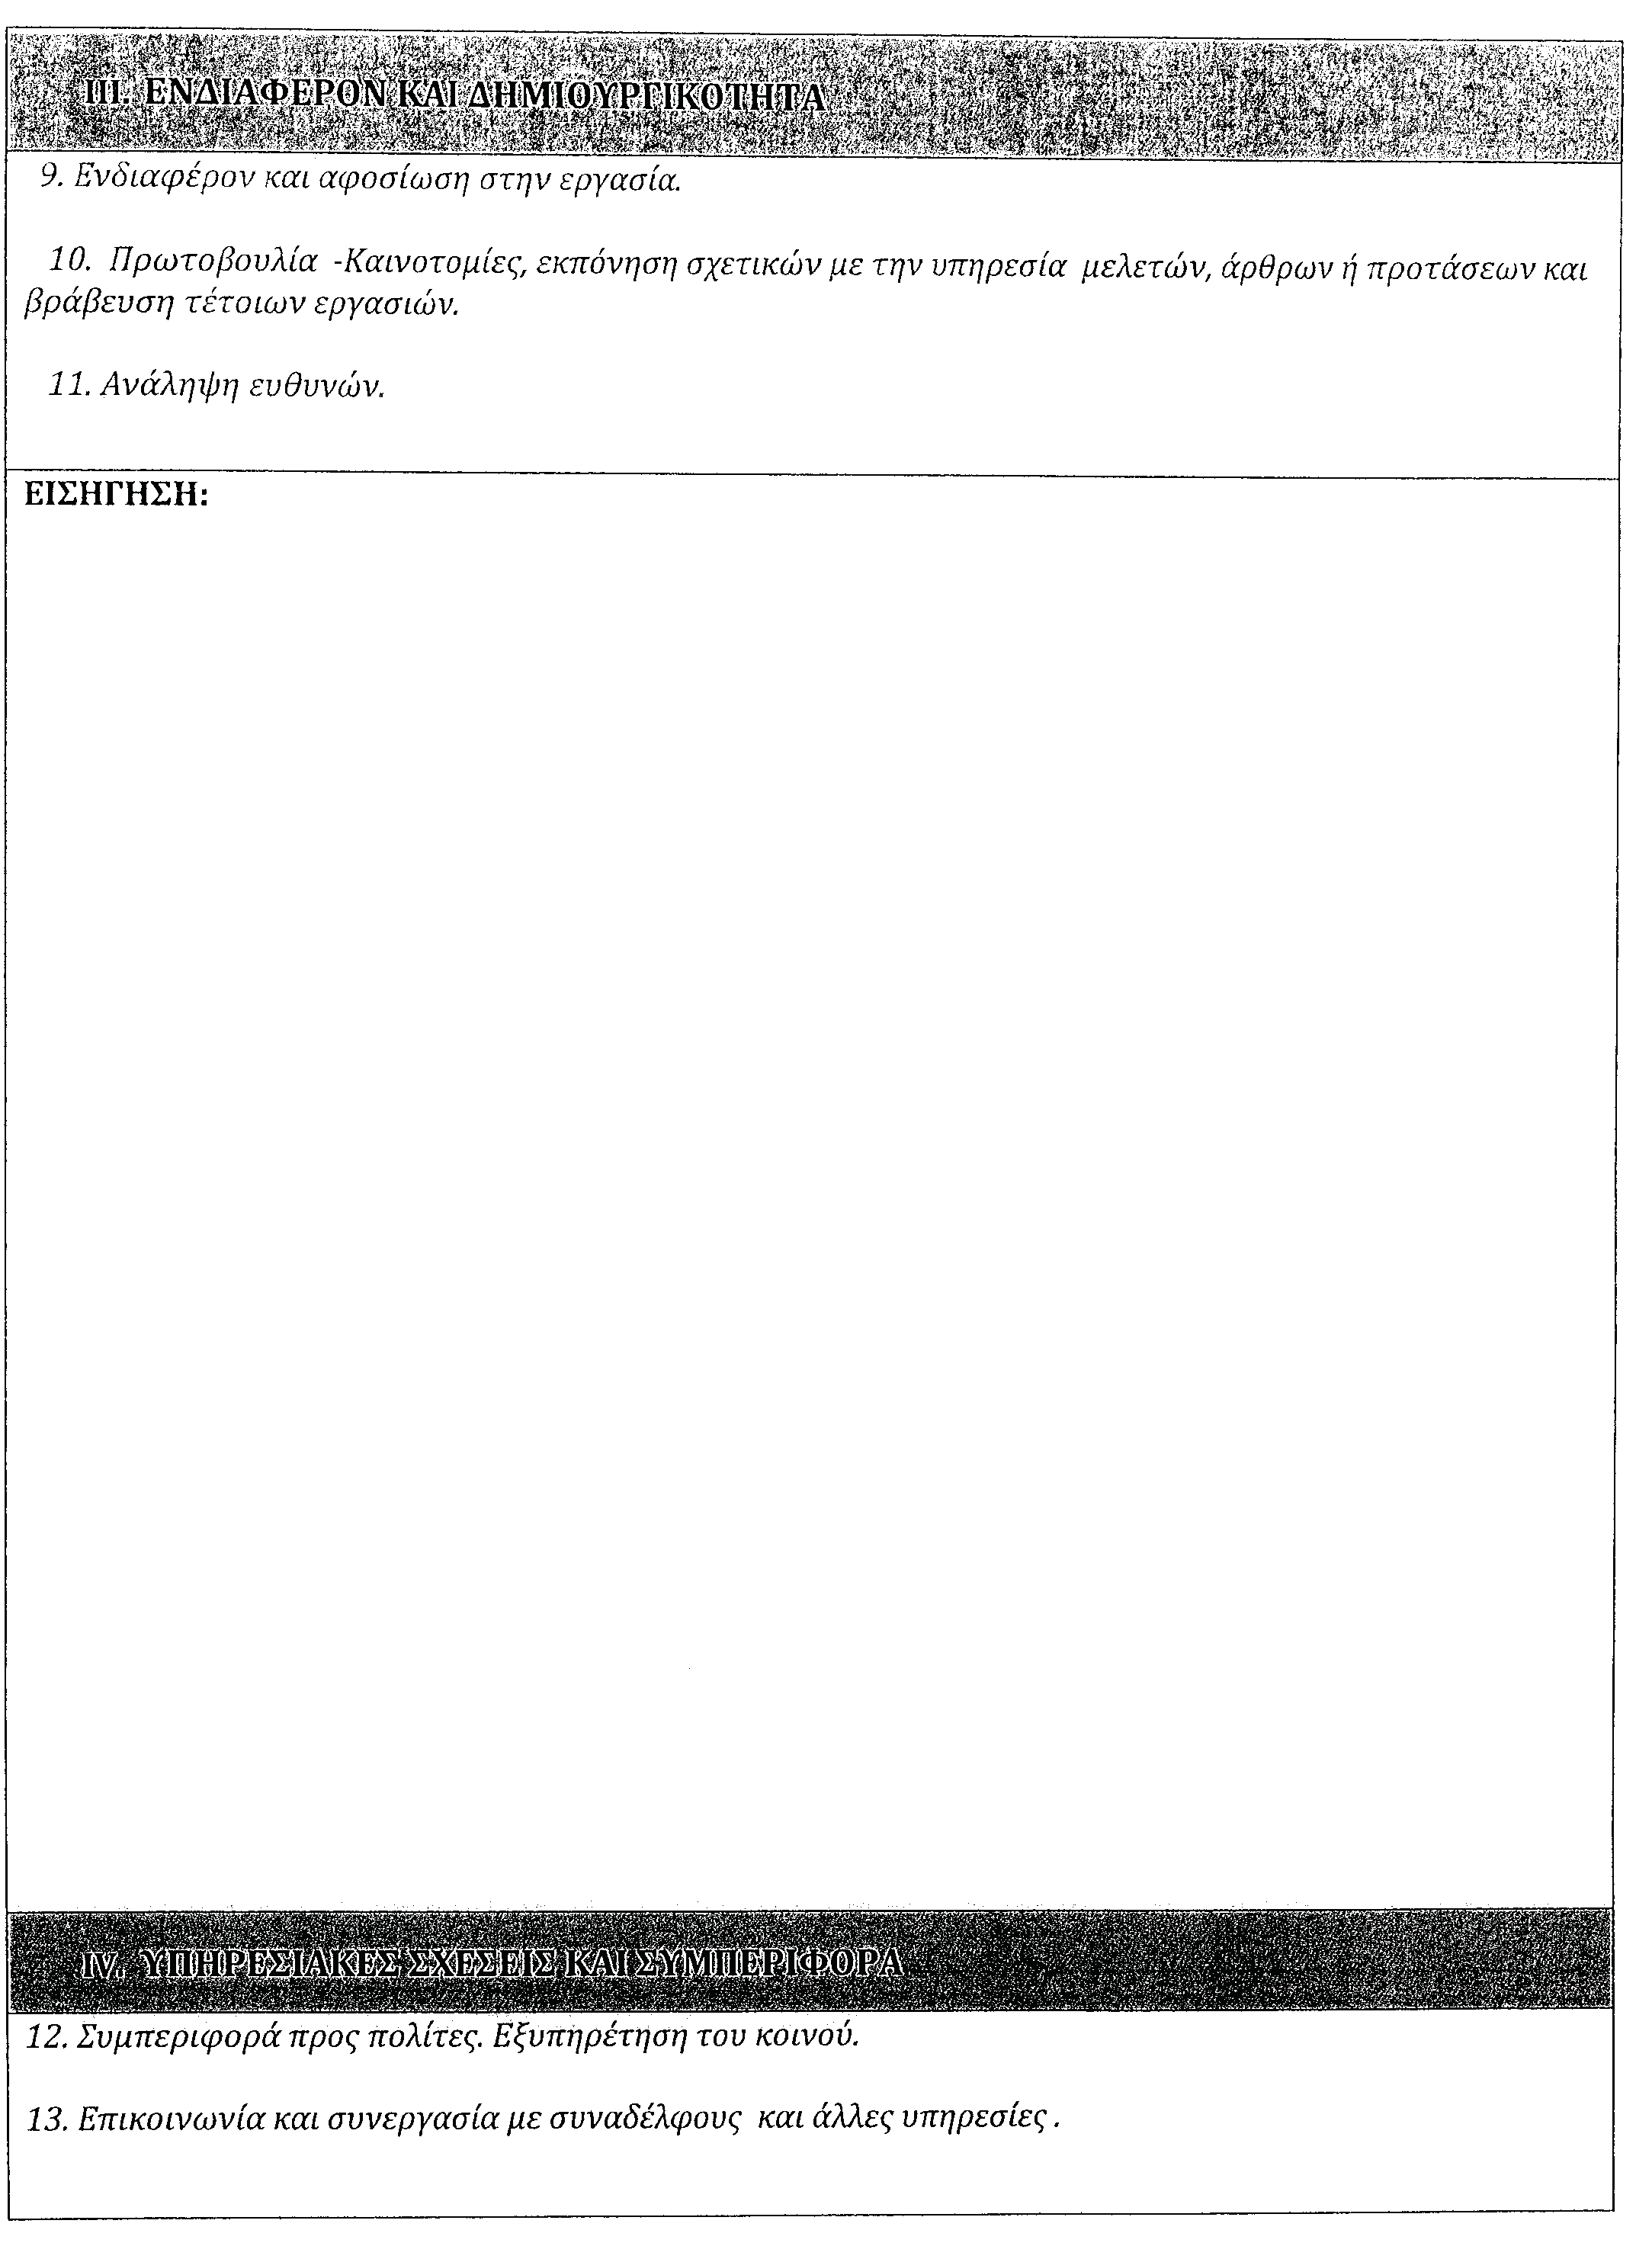 III. ΕΝΔΙΑΦΕΡΟΝ ΚΑΙ ΔΗΜΙΟΥΡΓΙΚΟΤΗΤΑ
9. Ενδιαφέρον και αφοσίωση στην εργασία.
10. Πρωτοβουλία -Καινοτομίες, εκπόνηση σχετικών με την υπηρεσία μελετών, άρθρων ή προτάσεων και
βράβευση τέτοιων εργασιών.
11. Ανάληψη ευθυνών.
ΕΙΣΗΓΗΣΗ:
IV. ΥΠΗΡΕΣΙΑΚΕΣ ΣΧΕΣΕΙΣ ΚΑΙ ΣΥΜΠΕΡΙΦΟΡΑ
12. Συμπεριφορά προς πολίτες. Εξυπηρέτηση του κοινού.
13. Επικοινωνία και συνεργασία με συναδέλφους και άλλες υπηρεσίες .